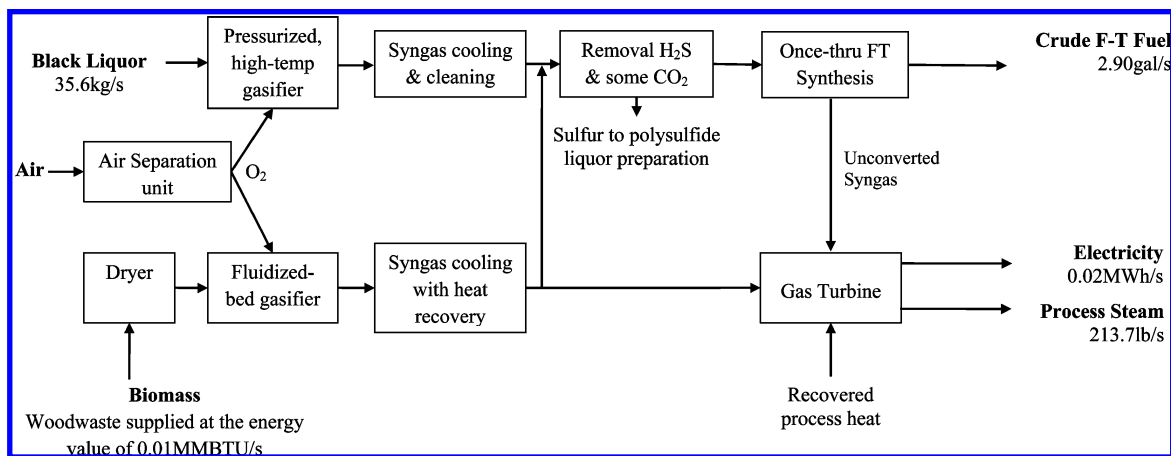 Black Liquor
35.6kg/s
Pressurized,
high-temp
gasifier
Syngas cooling
& cleaning
Removal H₂S
& some CO₂
Once-thru FT
Synthesis
Crude F-T Fuel
2.90gal/s
Sulfur to polysulfide
liquor preparation
Air
Air Separation
unit
O₂
Unconverted
Syngas
Dryer
Fluidized-
bed gasifier
Syngas cooling
with heat
recovery
Gas Turbine
Electricity
0.02MWh/s
Process Steam
213.7lb/s
Biomass
Woodwaste supplied at the energy
value of 0.01MMBTU/s
Recovered
process heat